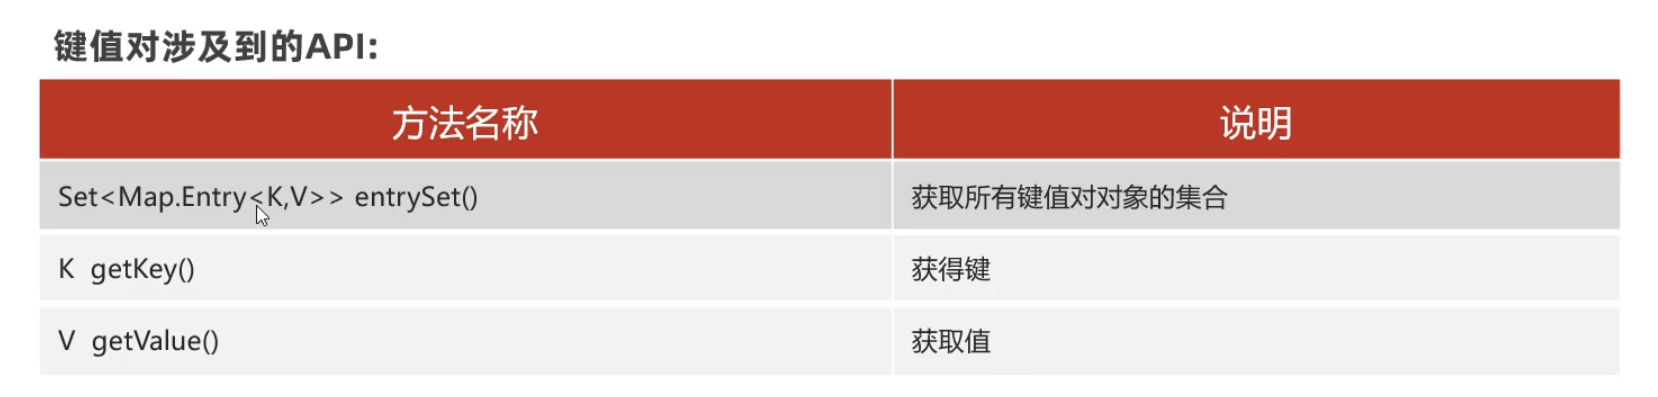 键值对涉及到的API:
方法名称 说明
Set<Map.Entry<K,V>> entrySet() 获取所有键值对对象的集合
K getKey() 获得键
V getValue() 获取值